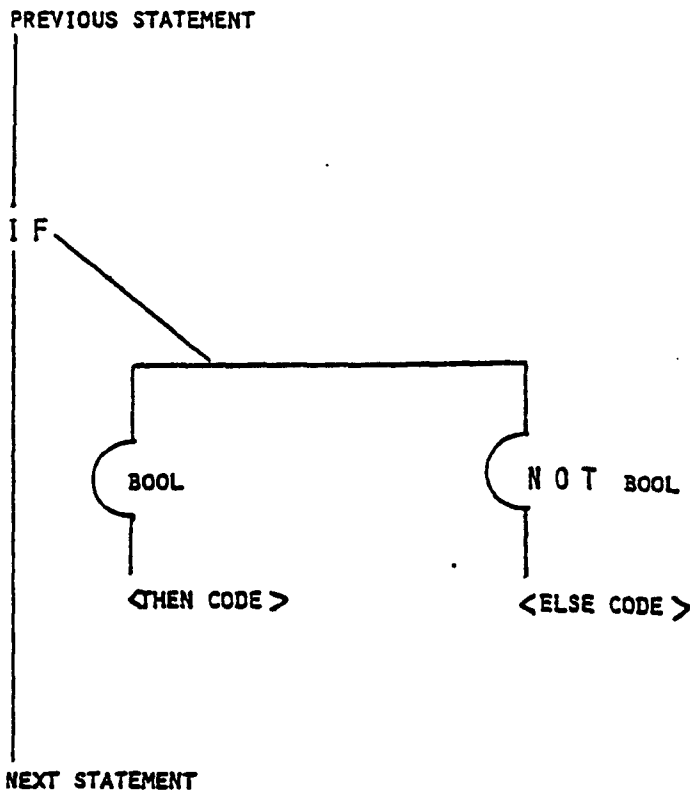 PREVIOUS STATEMENT
I F
BOOL
N O T BOOL
<THEN CODE>
<ELSE CODE>
NEXT STATEMENT